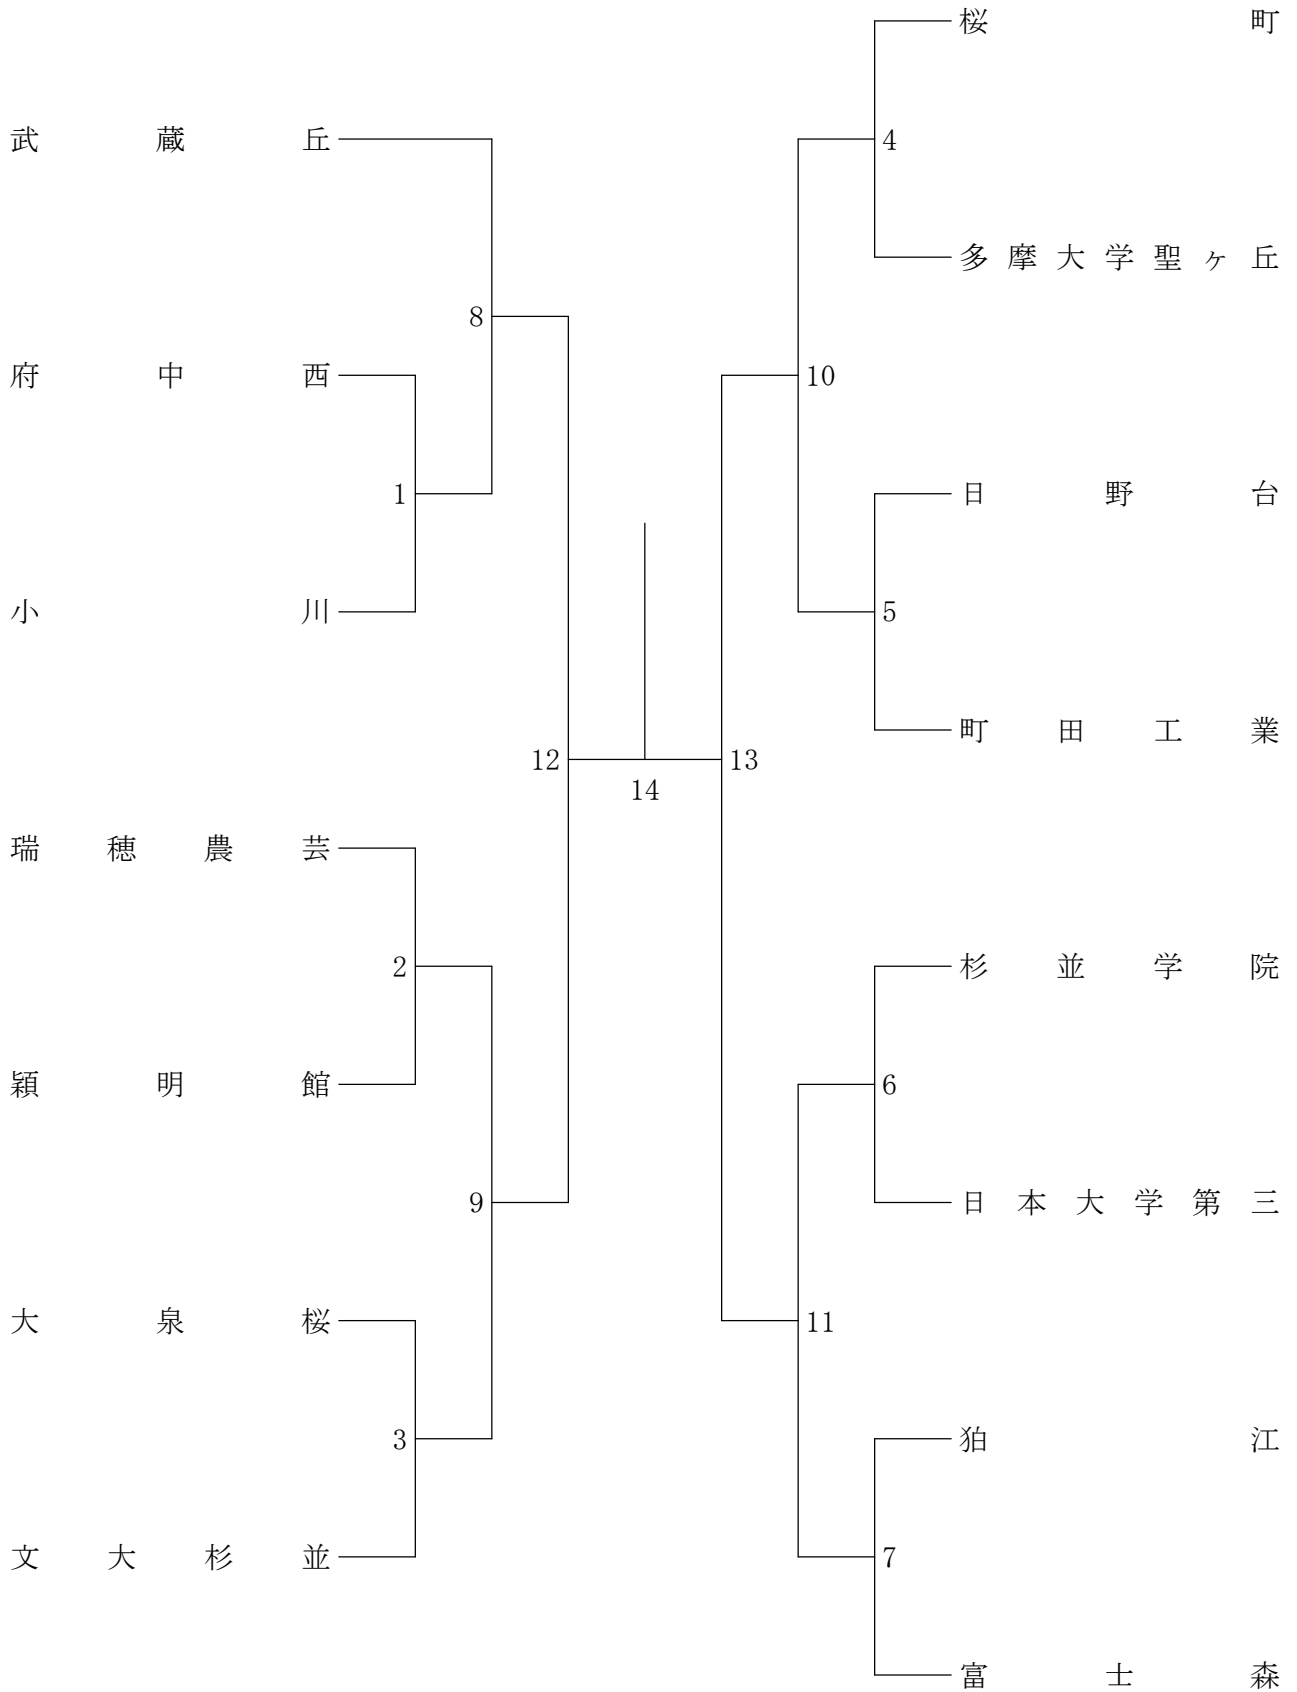 武蔵丘
8
府中西
1
小川
12
瑞穂農芸
2
穎明館
9
大泉桜
3
文大杉並
14
桜町
4
多摩大学聖ヶ丘
10
日野台
5
町田工業
13
杉並学院
6
日本大学第三
11
狛江
7
富士森